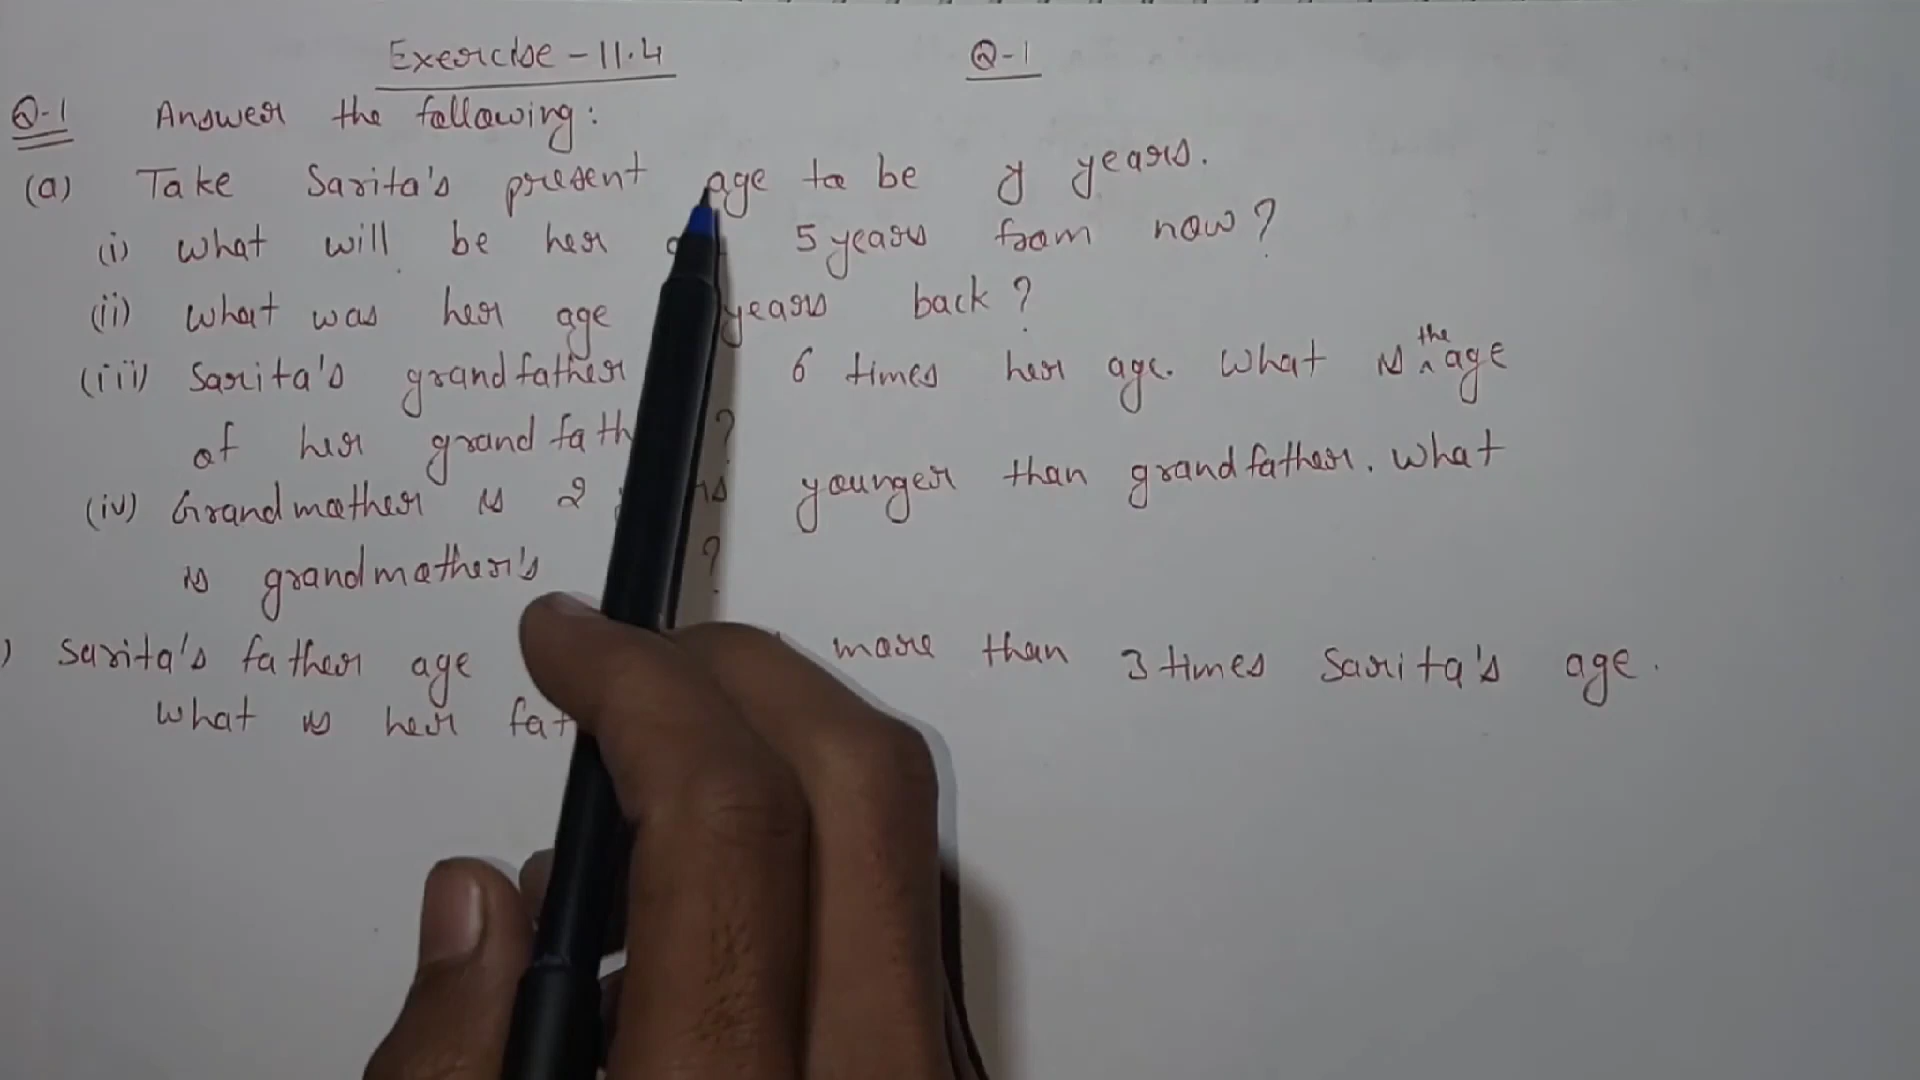 Exercise - 11.4 Q-1
Q-1 Answer the following:
(a) Take Sarita's present age to be y years.
(i) What will be her 5 years from now?
(ii) What was her age years back?
(iii) Sarita's grandfather 6 times her age. What is the age
of her grandfath ?
(iv) Grandmother is 2 younger than grandfather. What
is grandmother's ?
) Sarita's father age more than 3 times Sarita's age.
What is her fat